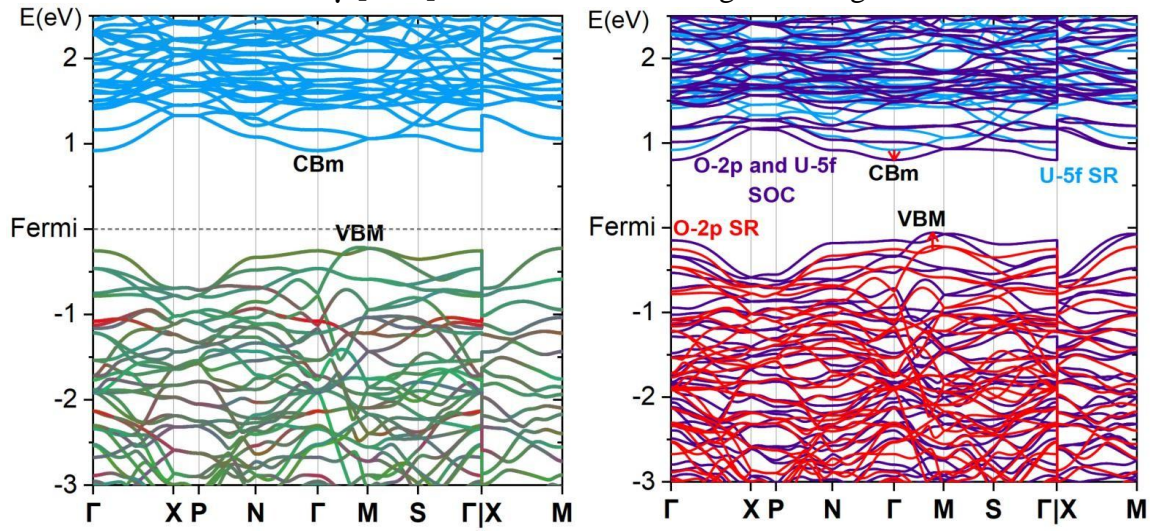 E(eV)
2
1
CBm
Fermi
VBM
-1
-2
-3
Γ X P N Γ M S Γ|X M
E(eV)
2
1
O-2p and U-5f
SOC
CBm
U-5f SR
Fermi
O-2p SR
VBM
-1
-2
-3
Γ X P N Γ M S Γ|X M